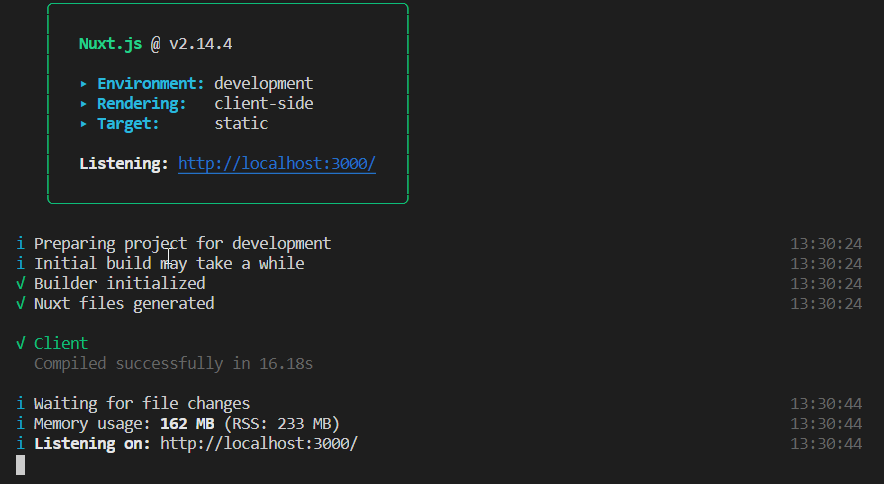 Nuxt.js @ v2.14.4
▸ Environment: development
▸ Rendering: client-side
▸ Target: static
Listening: http://localhost:3000/
i Preparing project for development 13:30:24
i Initial build may take a while 13:30:24
√ Builder initialized 13:30:24
√ Nuxt files generated 13:30:24
√ Client
Compiled successfully in 16.18s
i Waiting for file changes 13:30:44
i Memory usage: 162 MB (RSS: 233 MB) 13:30:44
i Listening on: http://localhost:3000/ 13:30:44